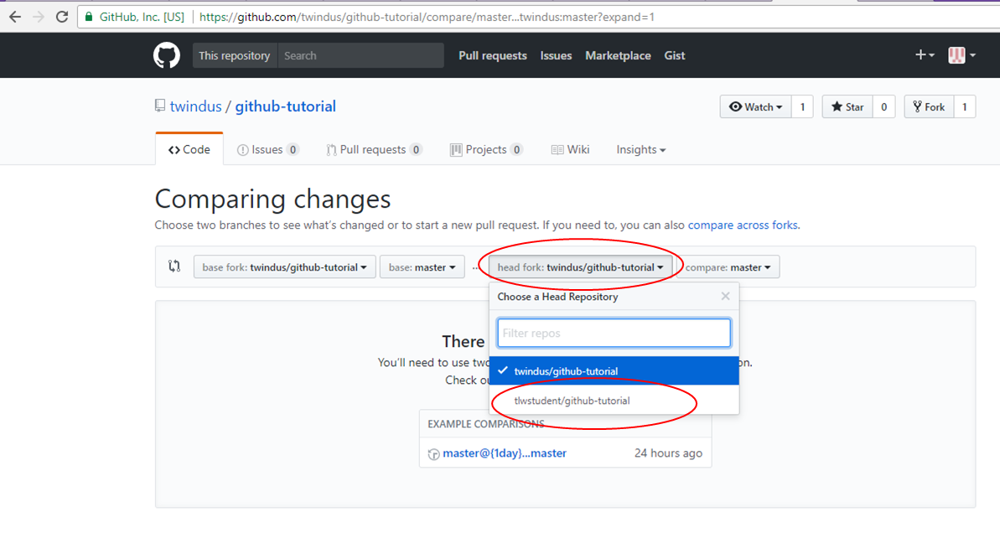 GitHub, Inc. [US] https://github.com/twindus/github-tutorial/compare/master...twindus:master?expand=1
This repository Search Pull requests Issues Marketplace Gist
twindus / github-tutorial Watch 1 Star 0 Fork 1
Code Issues 0 Pull requests 0 Projects 0 Wiki Insights
Comparing changes
Choose two branches to see what's changed or to start a new pull request. If you need to, you can also compare across forks.
base fork: twindus/github-tutorial base: master ... head fork: twindus/github-tutorial compare: master
Choose a Head Repository
Filter repos
There
You'll need to use two on.
twindus/github-tutorial
Check ou
tlwstudent/github-tutorial
EXAMPLE COMPARISONS
master@{1day}...master 24 hours ago